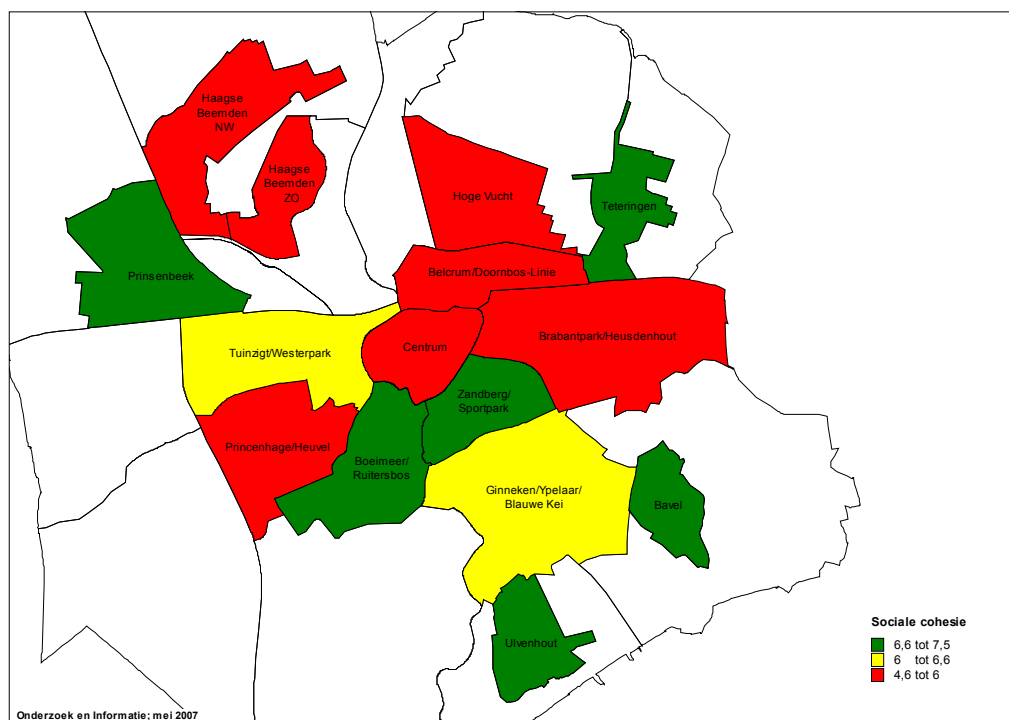 Haagse
Beemden
NW
Haagse
Beemden
ZO
Hoge Vucht
Teteringen
Prinsenbeek
Belcrum/Doornbos-Linie
Brabantpark/Heusdenhout
Tuinzigt/Westerpark
Centrum
Zandberg/
Sportpark
Princenhage/Heuvel
Boeimeer/
Ruitersbos
Ginneken/Ypelaar/
Blauwe Kei
Bavel
Ulvenhout
Sociale cohesie
6,6 tot 7,5
6 tot 6,6
4,6 tot 6
Onderzoek en Informatie; mei 2007